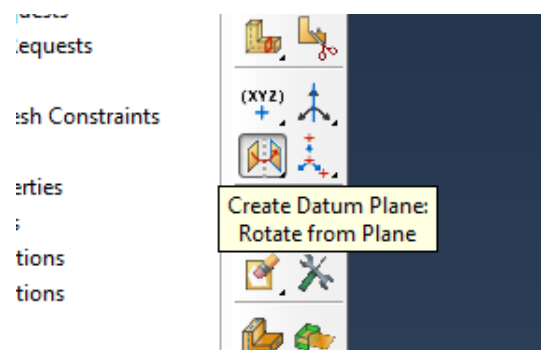 equests
(XYZ)
esh Constraints
erties
Create Datum Plane:
Rotate from Plane
s
tions
tions